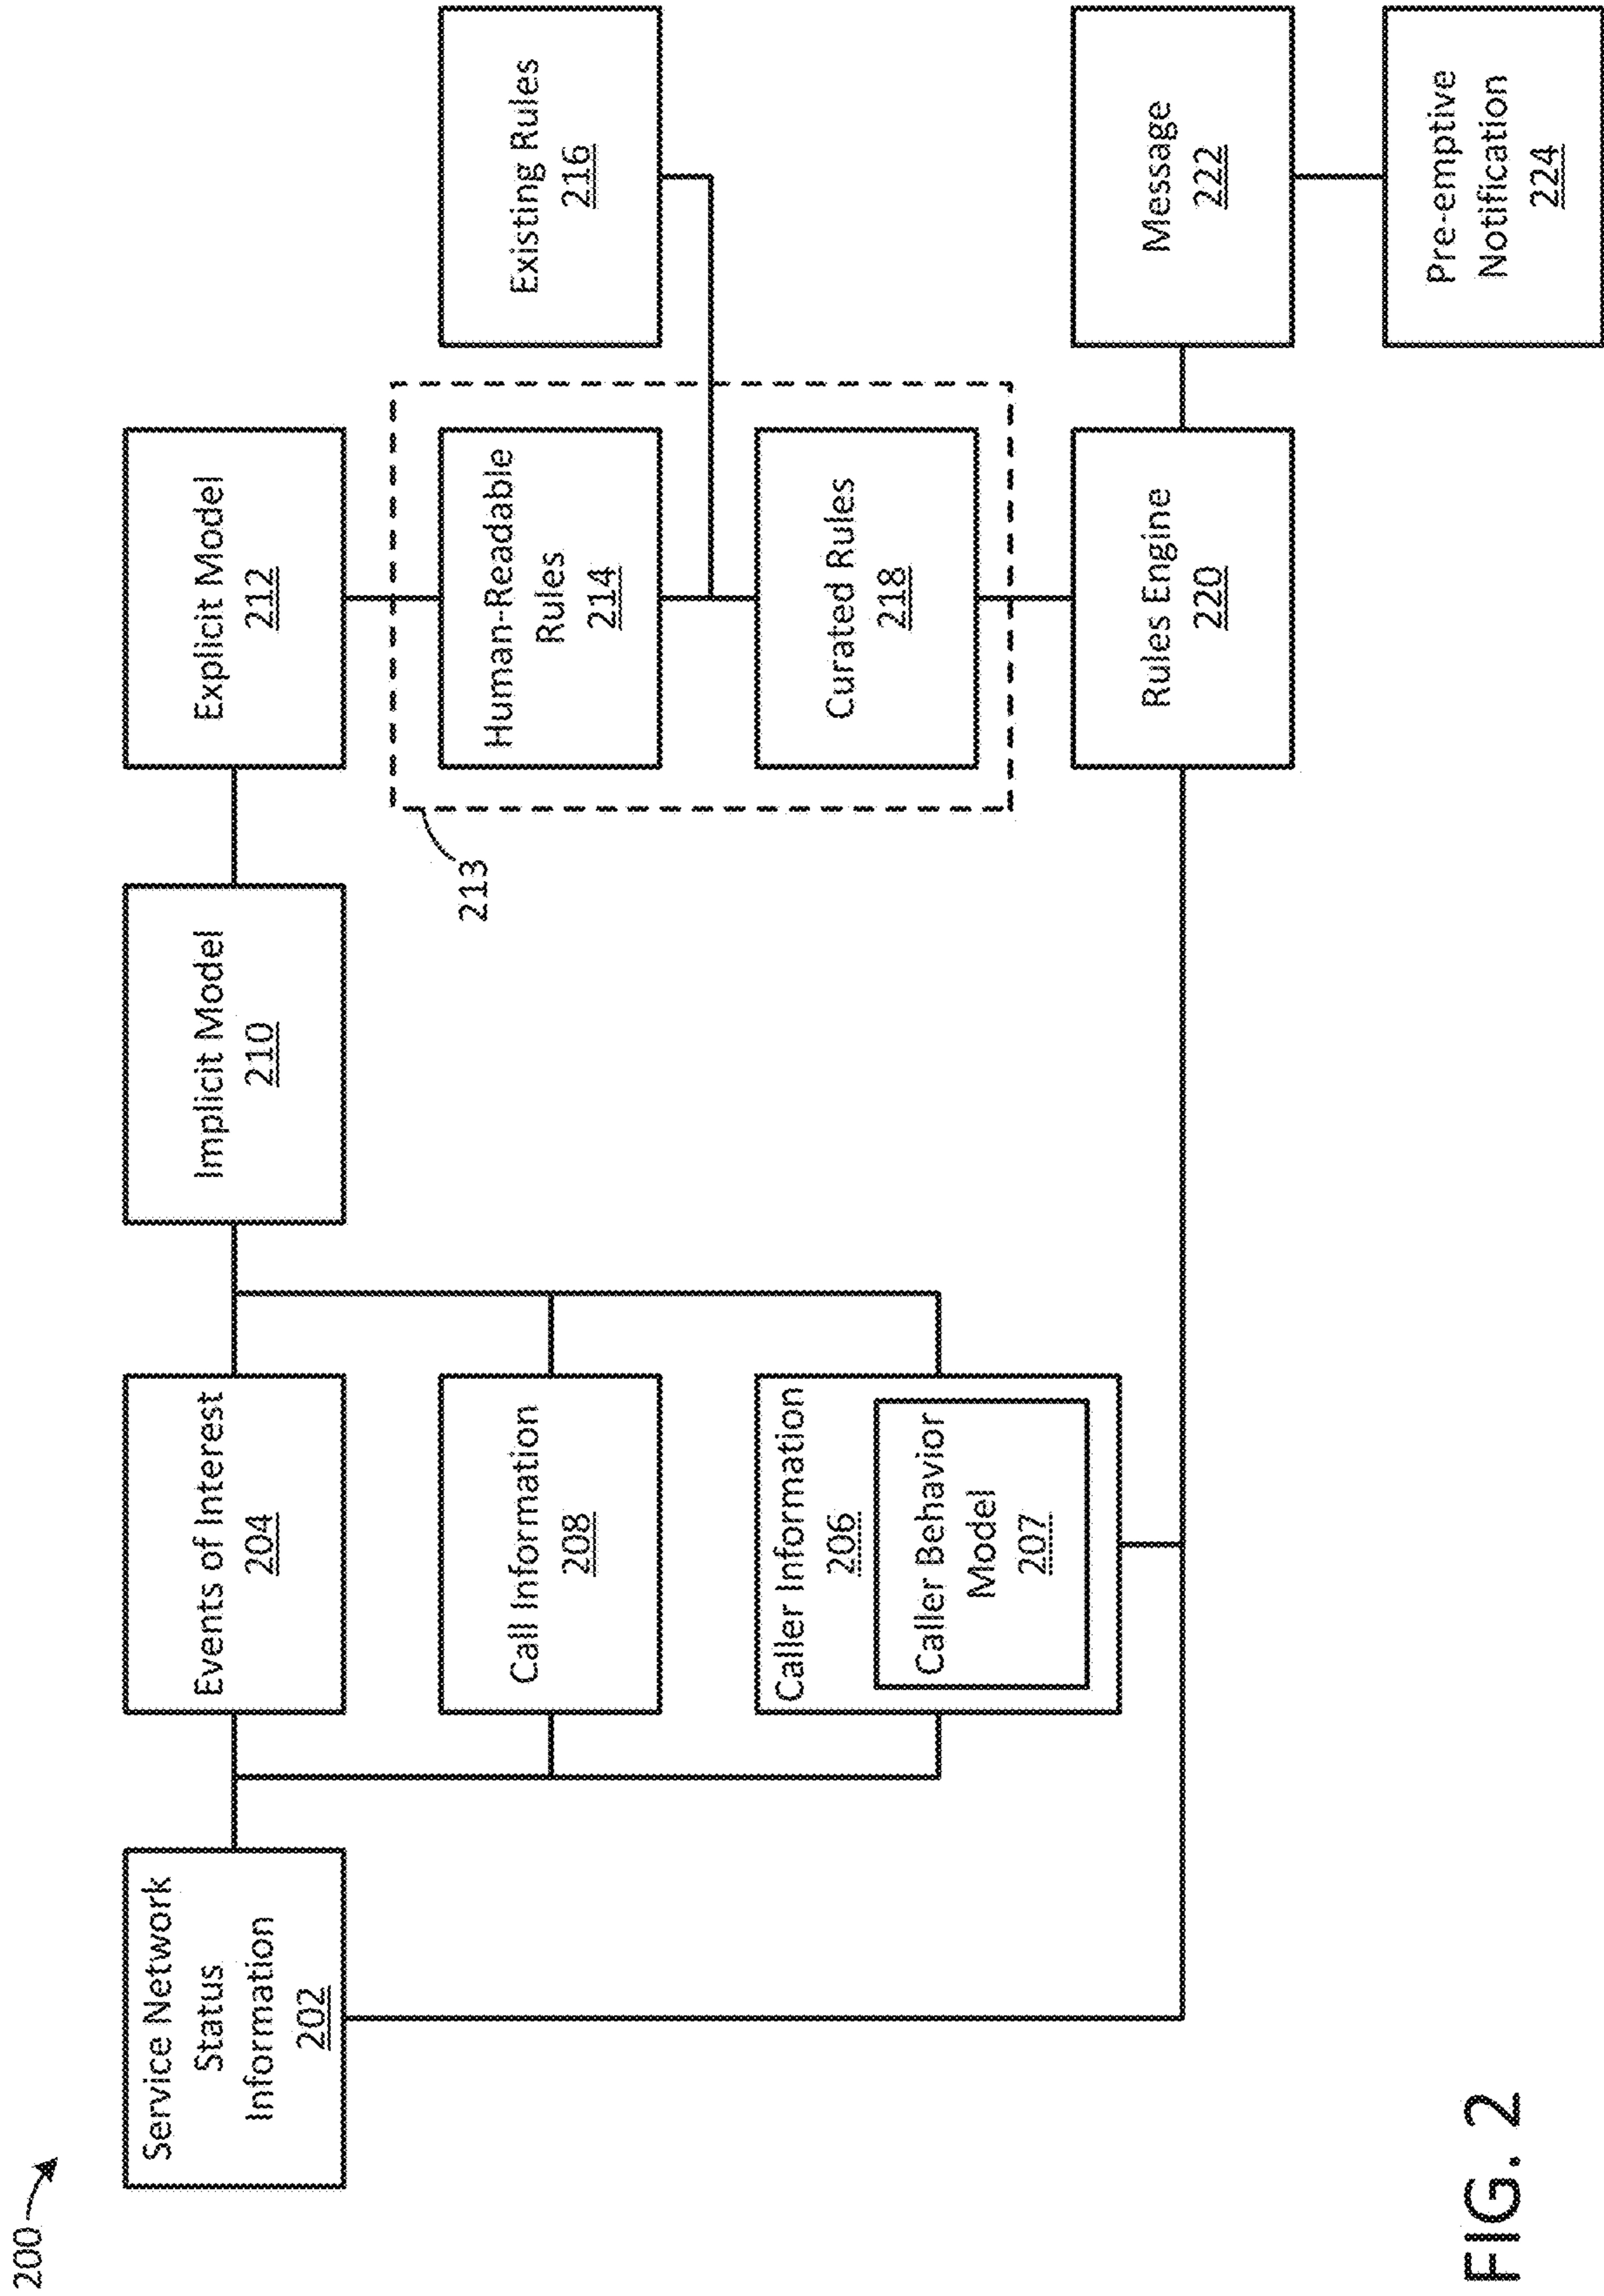 200
Service Network
Status
Information
202
Events of Interest
204
Call Information
208
Caller Information
206
Caller Behavior
Model
207
Implicit Model
210
Explicit Model
212
213
Human-Readable
Rules
214
Existing Rules
216
Curated Rules
218
Rules Engine
220
Message
222
Pre-emptive
Notification
224
FIG. 2